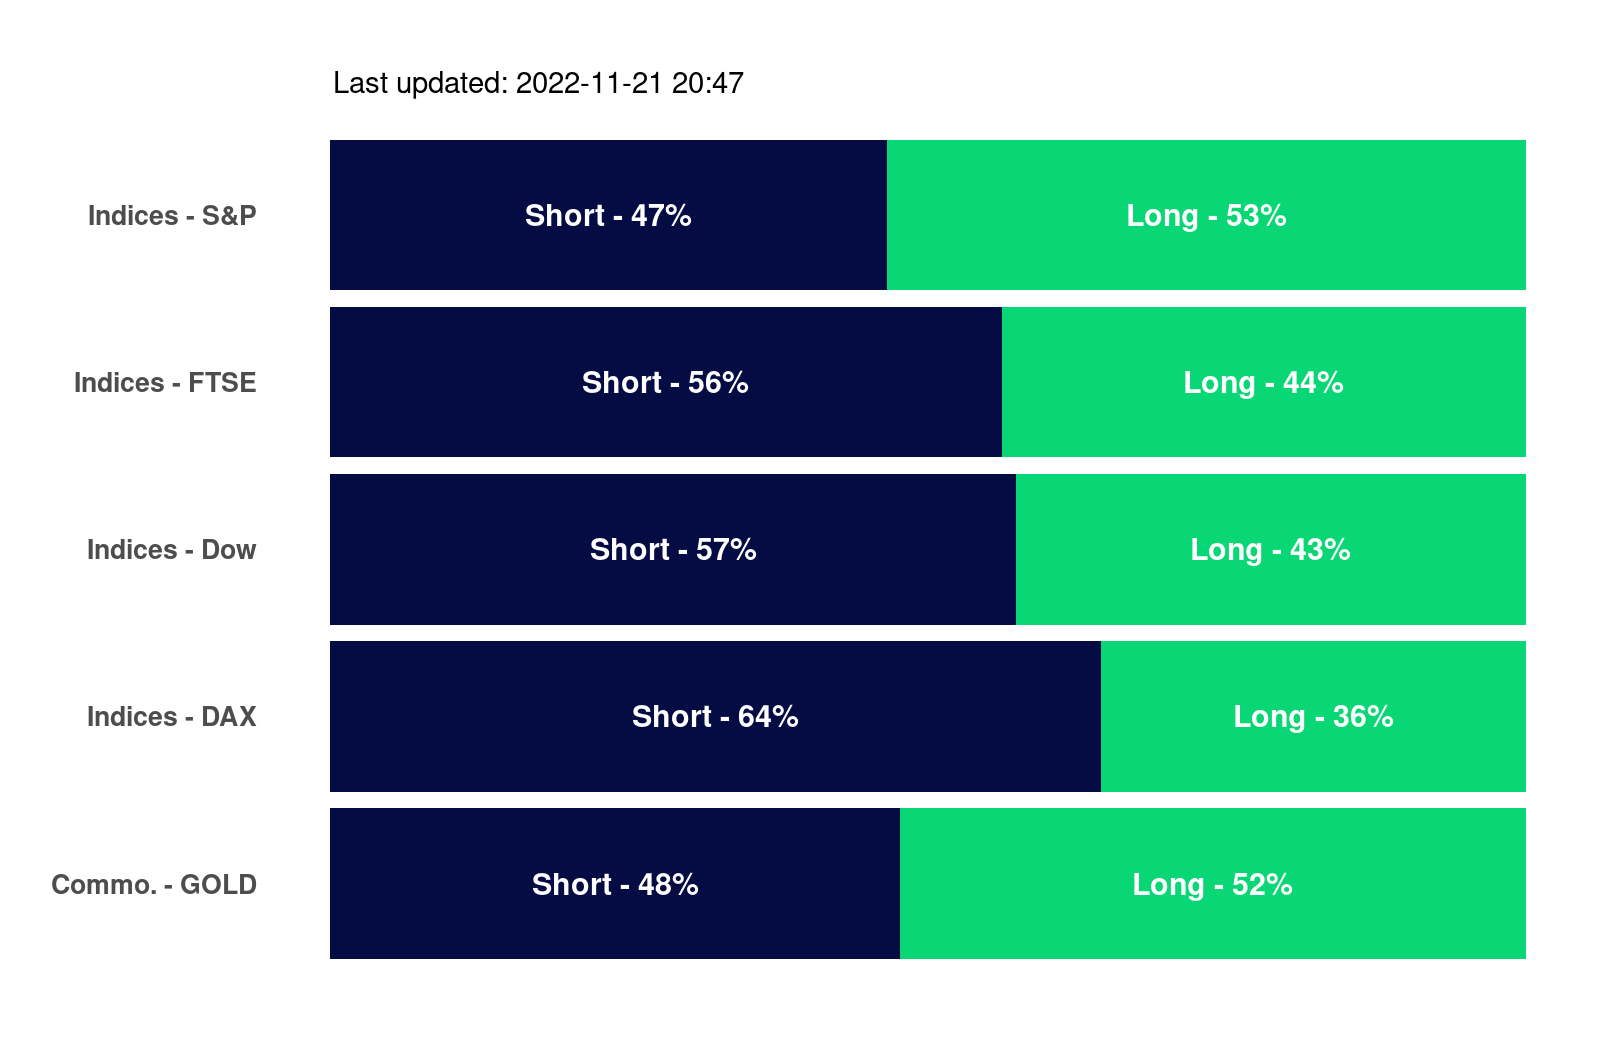 Last updated: 2022-11-21 20:47
Indices - S&P Short - 47% Long - 53%
Indices - FTSE Short - 56% Long - 44%
Indices - Dow Short - 57% Long - 43%
Indices - DAX Short - 64% Long - 36%
Commo. - GOLD Short - 48% Long - 52%